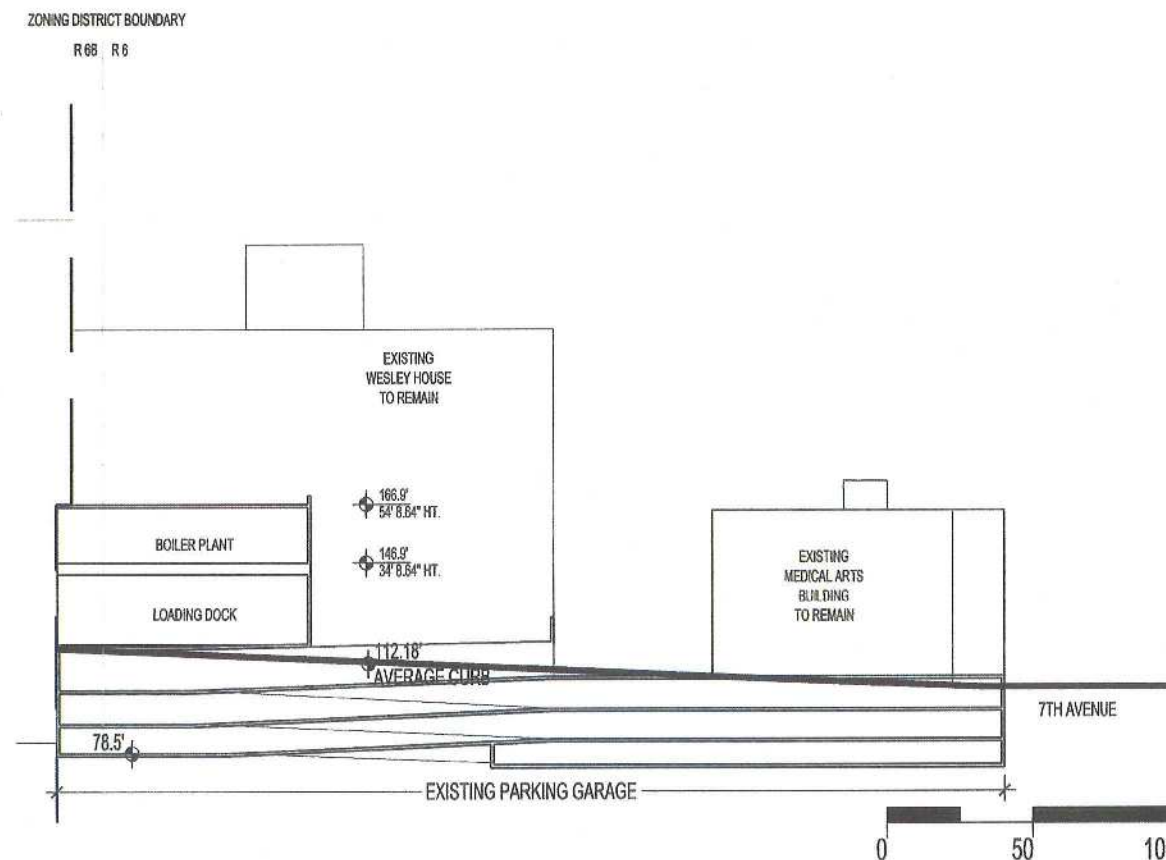 ZONING DISTRICT BOUNDARY
R6B R6
EXISTING
WESLEY HOUSE
TO REMAIN
166.9'
54' 8.64" HT.
BOILER PLANT
146.9'
34' 8.64" HT.
EXISTING
MEDICAL ARTS
BUILDING
TO REMAIN
LOADING DOCK
112.18'
AVERAGE CURB
7TH AVENUE
78.5'
EXISTING PARKING GARAGE
0 50 10